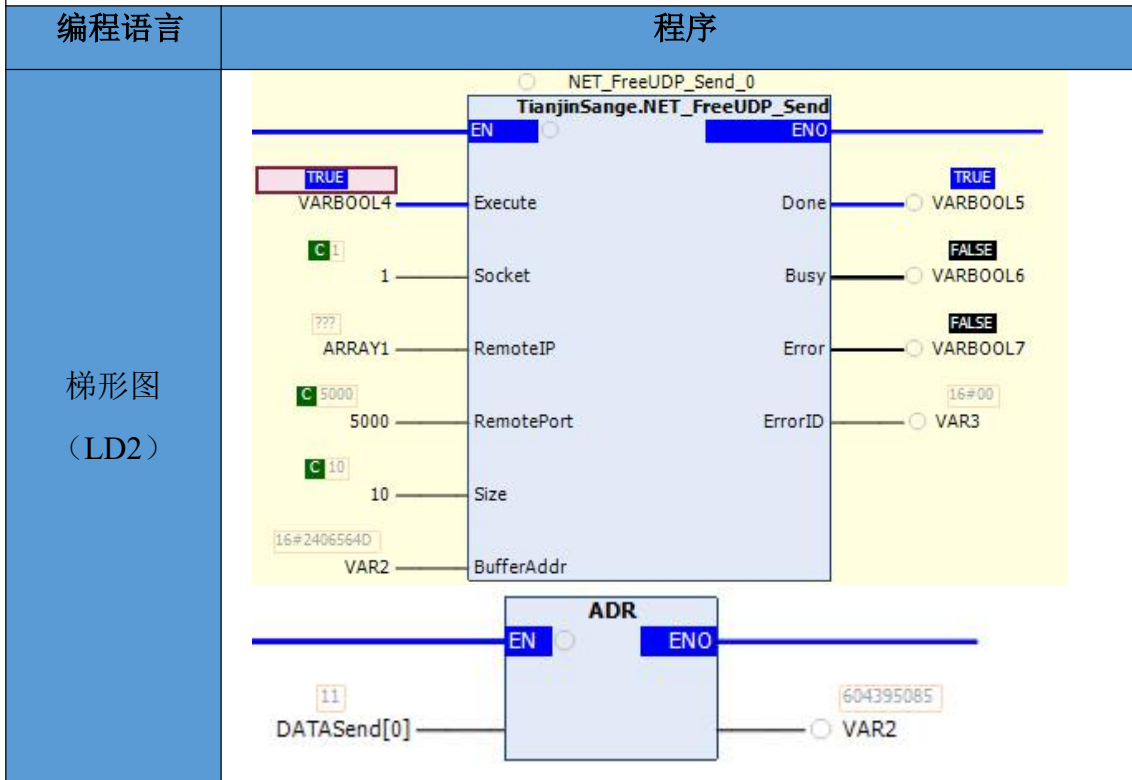 编程语言 程序
梯形图
（LD2）
NET_FreeUDP_Send_0
TianjinSange.NET_FreeUDP_Send
EN ENO
TRUE TRUE
VARBOOL4 Execute Done VARBOOL5
C 1 FALSE
1 Socket Busy VARBOOL6
??? FALSE
ARRAY1 RemoteIP Error VARBOOL7
C 5000 16#00
5000 RemotePort ErrorID VAR3
C 10
10 Size
16#2406564D
VAR2 BufferAddr
ADR
EN ENO
11 604395085
DATASend[0] VAR2